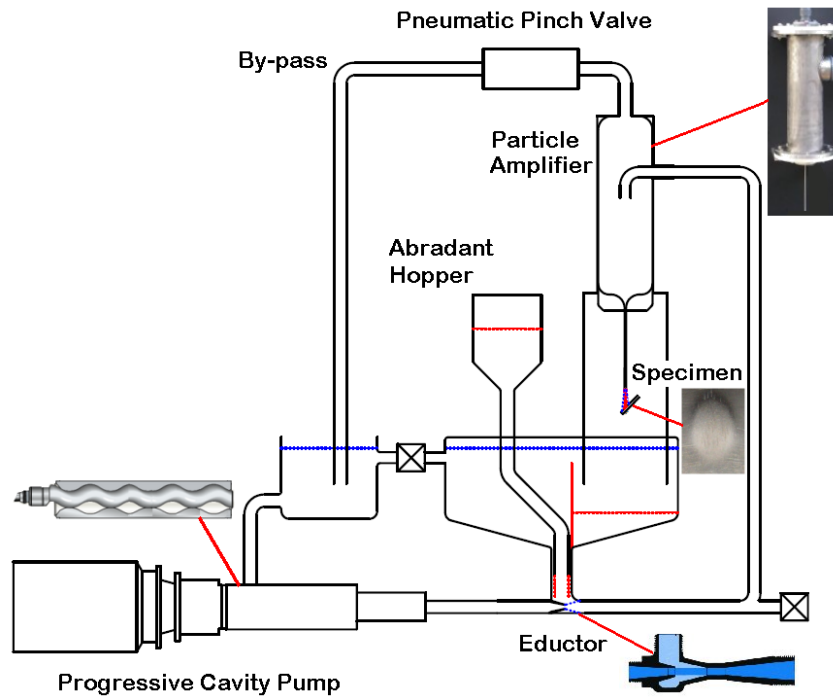 Pneumatic Pinch Valve
By-pass
Particle
Amplifier
Abradant
Hopper
Specimen
Eductor
Progressive Cavity Pump